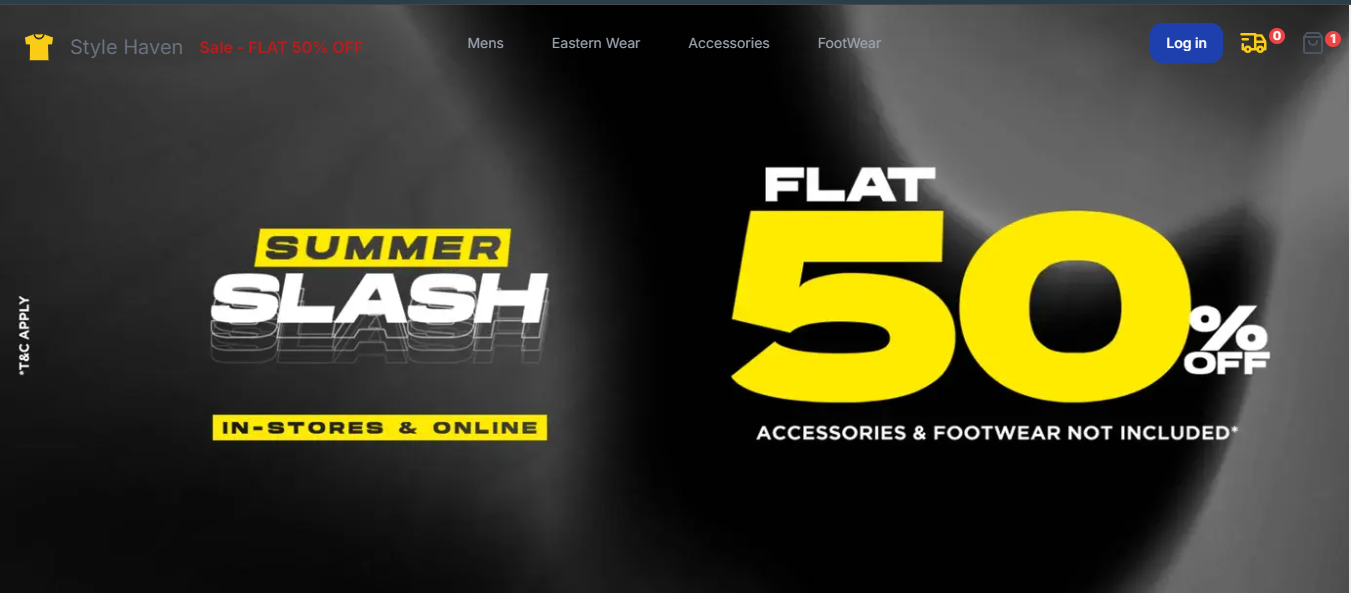 Style Haven
Sale - FLAT 50% OFF
Mens
Eastern Wear
Accessories
FootWear
Log in
0
1
*T&C APPLY
SUMMER
SLASH
IN-STORES & ONLINE
FLAT
50%
OFF
ACCESSORIES & FOOTWEAR NOT INCLUDED*